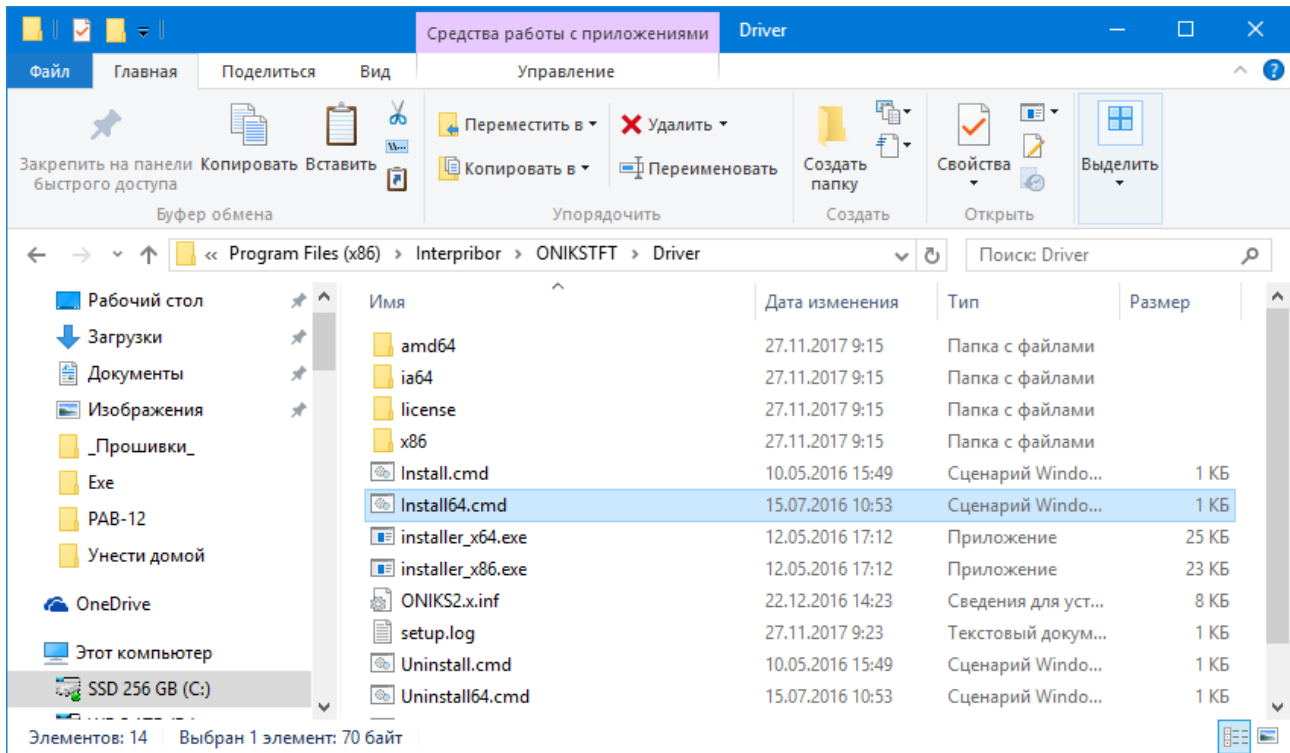 Средства работы с приложениями Driver
Файл Главная Поделиться Вид Управление
Закрепить на панели быстрого доступа
Копировать
Вставить
Переместить в
Копировать в
Удалить
Переименовать
Создать папку
Свойства
Выделить
Буфер обмена Упорядочить Создать Открыть
« Program Files (x86) > Interpribor > ONIKSTFT > Driver
Поиск: Driver
Рабочий стол
Загрузки
Документы
Изображения
_Прошивки_
Exe
PAB-12
Унести домой
OneDrive
Этот компьютер
SSD 256 GB (C:)
Имя Дата изменения Тип Размер
amd64 27.11.2017 9:15 Папка с файлами
ia64 27.11.2017 9:15 Папка с файлами
license 27.11.2017 9:15 Папка с файлами
x86 27.11.2017 9:15 Папка с файлами
Install.cmd 10.05.2016 15:49 Сценарий Windo... 1 КБ
Install64.cmd 15.07.2016 10:53 Сценарий Windo... 1 КБ
installer_x64.exe 12.05.2016 17:12 Приложение 25 КБ
installer_x86.exe 12.05.2016 17:12 Приложение 23 КБ
ONIKS2.x.inf 22.12.2016 14:23 Сведения для уст... 8 КБ
setup.log 27.11.2017 9:23 Текстовый докум... 1 КБ
Uninstall.cmd 10.05.2016 15:49 Сценарий Windo... 1 КБ
Uninstall64.cmd 15.07.2016 10:53 Сценарий Windo... 1 КБ
Элементов: 14 Выбран 1 элемент: 70 байт